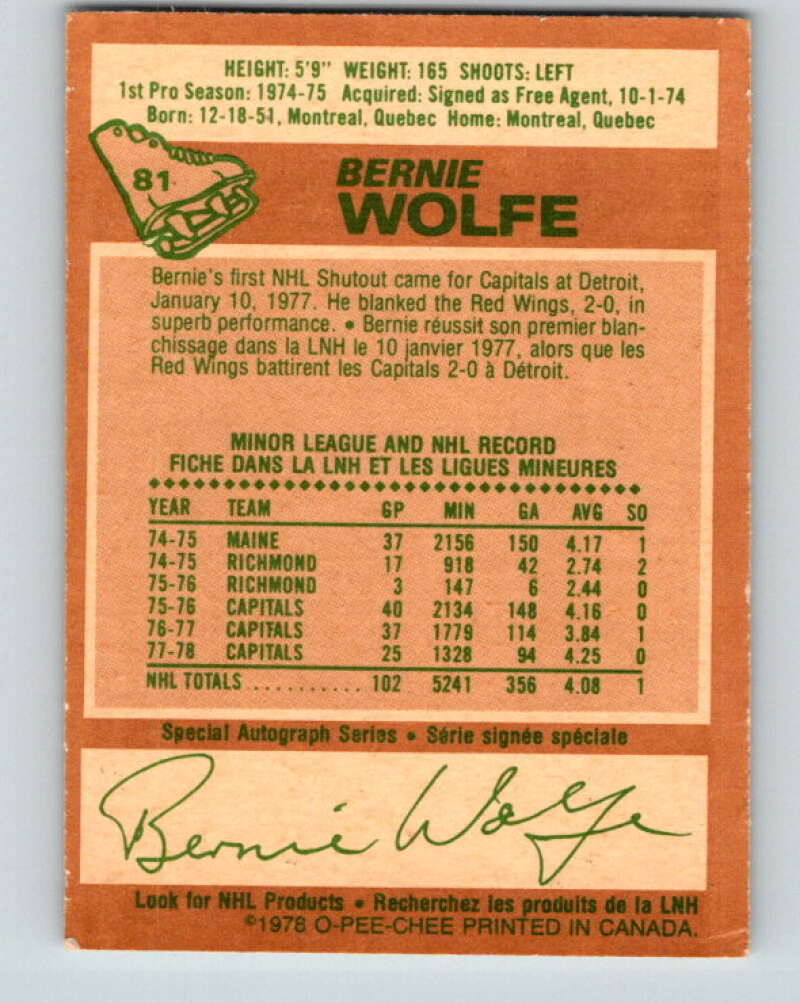 HEIGHT: 5'9" WEIGHT: 165 SHOOTS: LEFT
1st Pro Season: 1974-75 Acquired: Signed as Free Agent, 10-1-74
Born: 12-18-51, Montreal, Quebec Home: Montreal, Quebec
81
BERNIE
WOLFE
Bernie's first NHL Shutout came for Capitals at Detroit,
January 10, 1977. He blanked the Red Wings, 2-0, in
superb performance. • Bernie réussit son premier blan-
chissage dans la LNH le 10 janvier 1977, alors que les
Red Wings battirent les Capitals 2-0 à Détroit.
MINOR LEAGUE AND NHL RECORD
FICHE DANS LA LNH ET LES LIGUES MINEURES
YEAR TEAM GP MIN GA AVG SO
74-75 MAINE 37 2156 150 4.17 1
74-75 RICHMOND 17 918 42 2.74 2
75-76 RICHMOND 3 147 6 2.44 0
75-76 CAPITALS 40 2134 148 4.16 0
76-77 CAPITALS 37 1779 114 3.84 1
77-78 CAPITALS 25 1328 94 4.25 0
NHL TOTALS .......... 102 5241 356 4.08 1
Special Autograph Series • Série signée spéciale
Bernie Wolfe
Look for NHL Products • Recherchez les produits de la LNH
©1978 O-PEE-CHEE PRINTED IN CANADA.